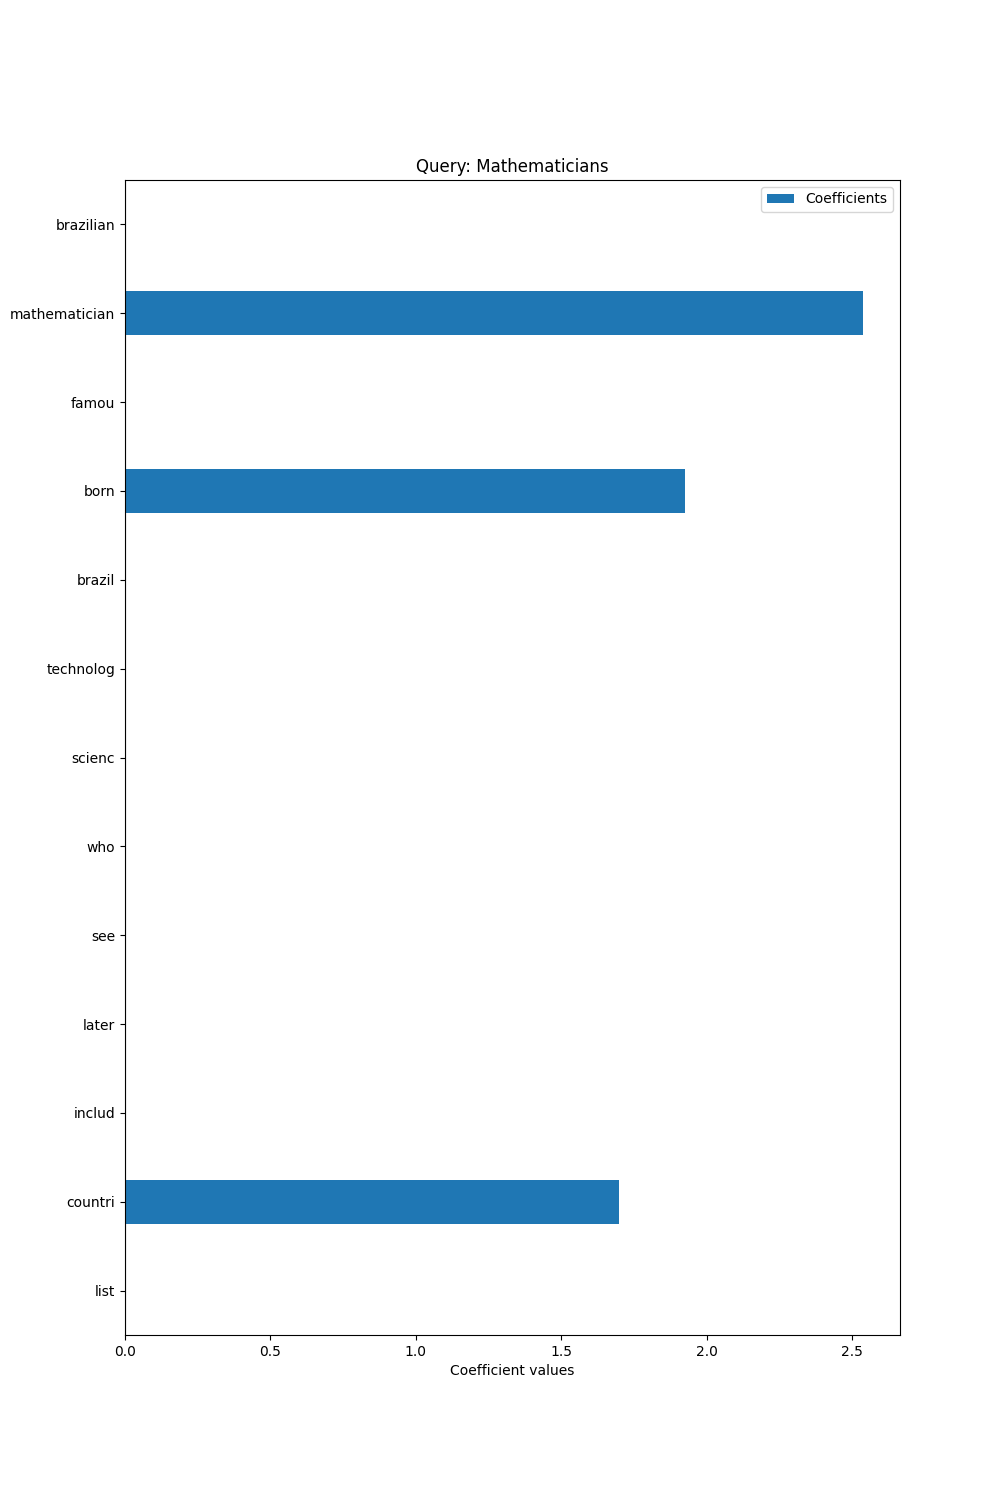 Query: Mathematicians
Coefficients
brazilian
mathematician
famou
born
brazil
technolog
scienc
who
see
later
includ
countri
list
0.0 0.5 1.0 1.5 2.0 2.5
Coefficient values